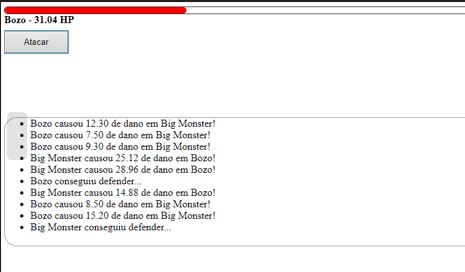 Bozo - 31.04 HP
Atacar
Bozo causou 12.30 de dano em Big Monster!
Bozo causou 7.50 de dano em Big Monster!
Bozo causou 9.30 de dano em Big Monster!
Big Monster causou 25.12 de dano em Bozo!
Big Monster causou 28.96 de dano em Bozo!
Bozo conseguiu defender...
Big Monster causou 14.88 de dano em Bozo!
Bozo causou 8.50 de dano em Big Monster!
Bozo causou 15.20 de dano em Big Monster!
Big Monster conseguiu defender...